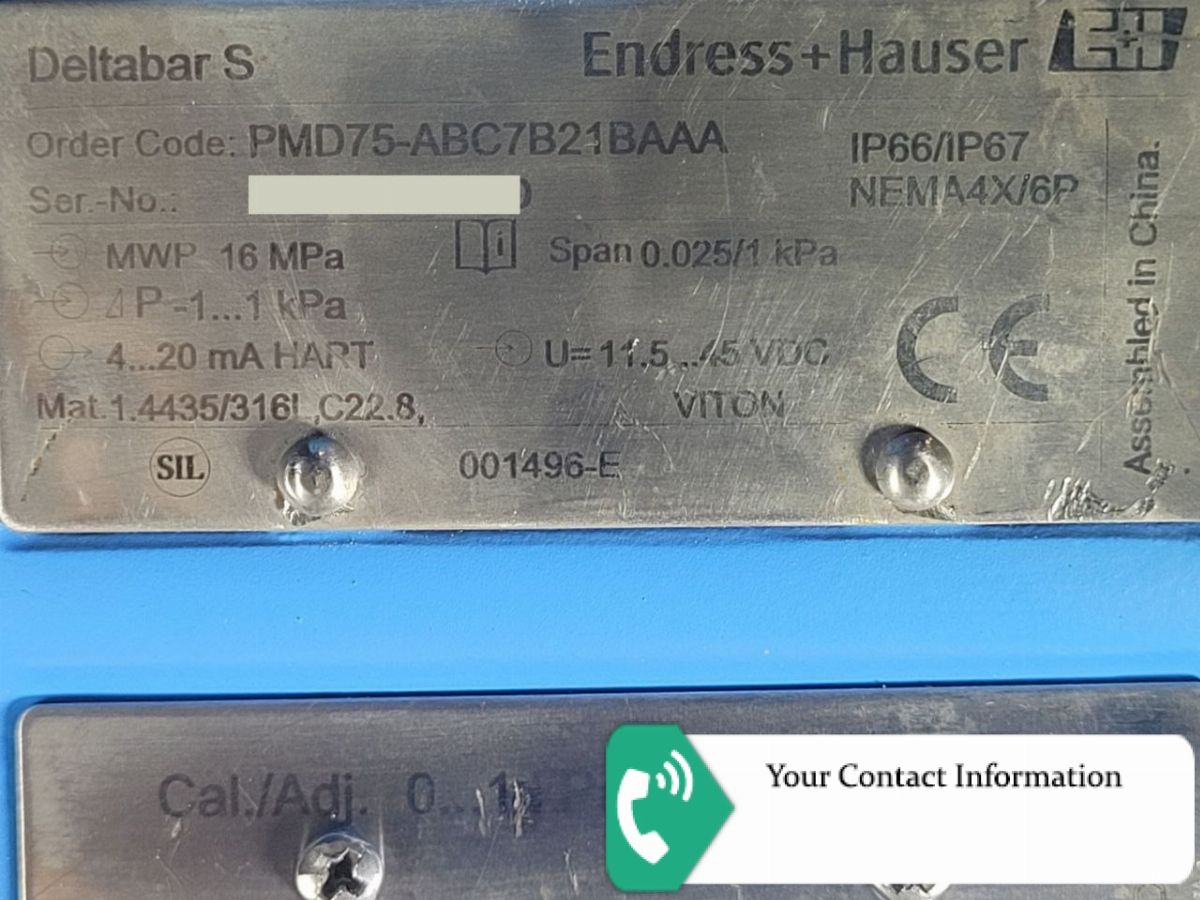 Deltabar S
Endress+Hauser
Order Code: PMD75-ABC7B21BAAA
IP66/IP67
Ser.-No.:
NEMA4X/6P
MWP 16 MPa
Span 0.025/1 kPa
P -1...1 kPa
4...20 mA HART
U= 11.5...45 VDC
Mat.1.4435/316L,C22.8,
VITON
SIL
001496-E
Assembled in China.
Cal./Adj. 0...1
Your Contact Information